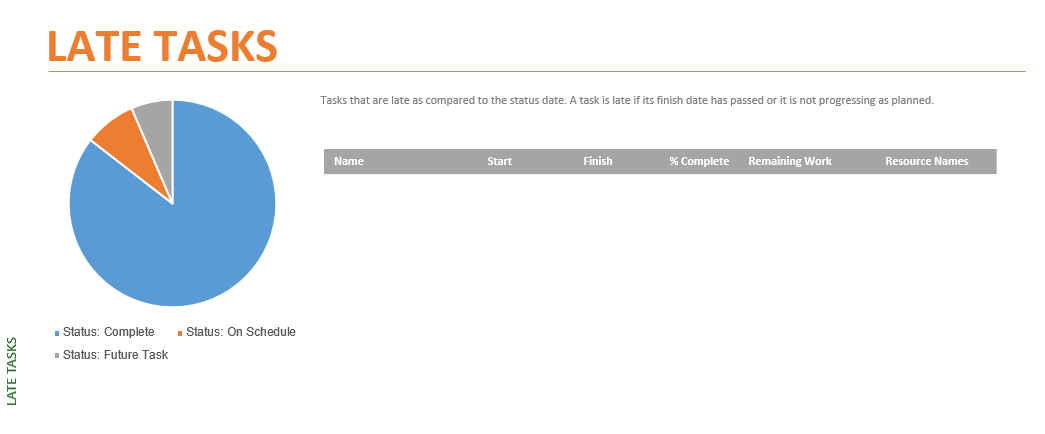 LATE TASKS
Tasks that are late as compared to the status date. A task is late if its finish date has passed or it is not progressing as planned.
Name Start Finish % Complete Remaining Work Resource Names
Status: Complete Status: On Schedule
Status: Future Task
LATE TASKS